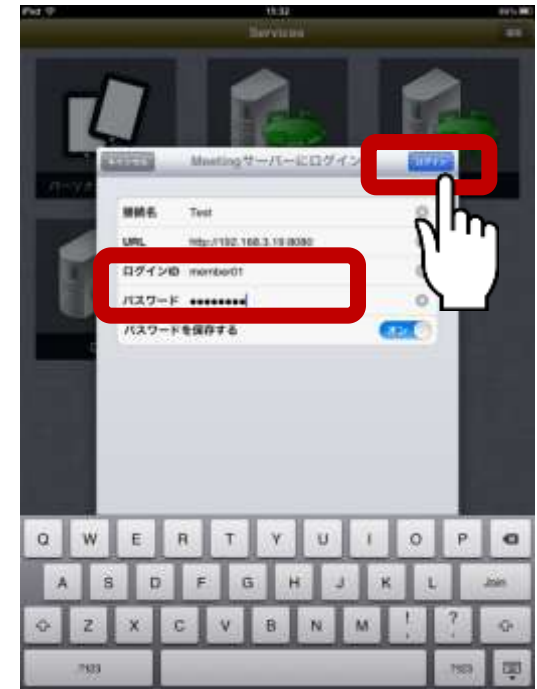 iPad 15:32
Services
キャンセル Meetingサーバーにログイン ログイン
接続名 Test
URL http://192.168.3.19:8080
ログインID member01
パスワード ●●●●●●●●
パスワードを保存する オン
Q W E R T Y U I O P
A S D F G H J K L Join
Z X C V B N M ! , ? .
.?123 .?123